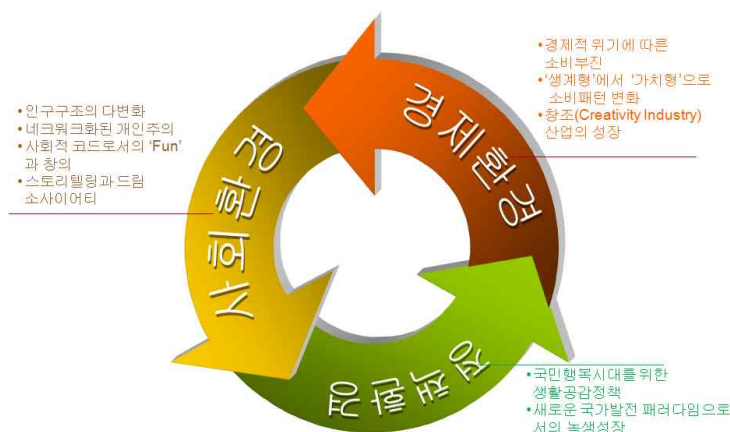 • 인구구조의 다변화
• 네크워크화된 개인주의
• 사회적 코드로서의 ‘Fun’
과 창의
• 스토리텔링과 드림
소사이어티
• 경제적 위기에 따른
소비부진
• ‘생계형’에서 ‘가치형’으로
소비패턴 변화
• 창조(Creativity Industry)
산업의 성장
경제환경
사회환경
정책환경
• 국민행복시대를 위한
생활공감정책
• 새로운 국가발전 패러다임으로
서의 녹생성장